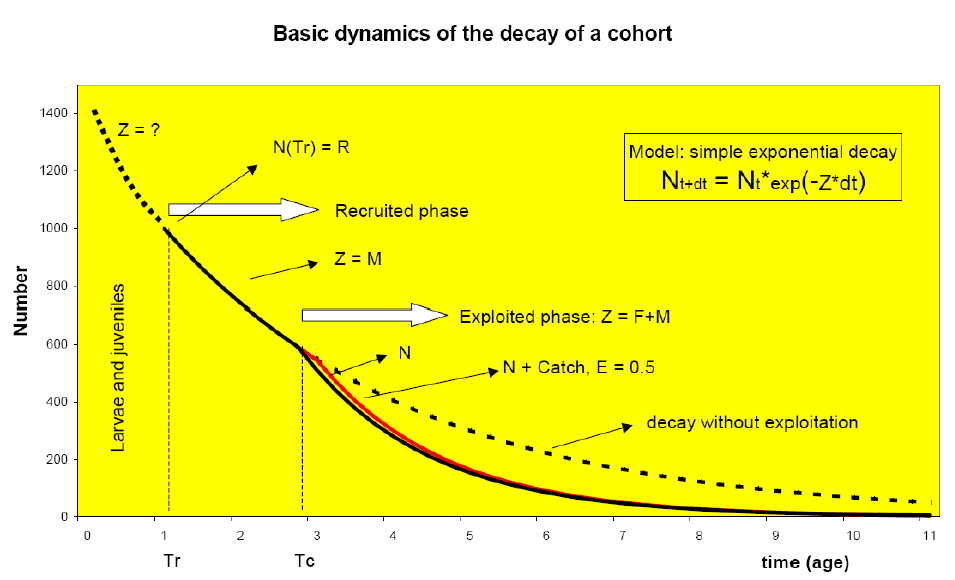 Basic dynamics of the decay of a cohort
Number
1400
1200
1000
800
600
400
200
0
Z = ?
N(Tr) = R
Model: simple exponential decay
Nt+dt = Nt*exp(-Z*dt)
Recruited phase
Z = M
Larvae and juveniles
Exploited phase: Z = F+M
N
N + Catch, E = 0.5
decay without exploitation
0 1 2 3 4 5 6 7 8 9 10 11
Tr Tc time (age)